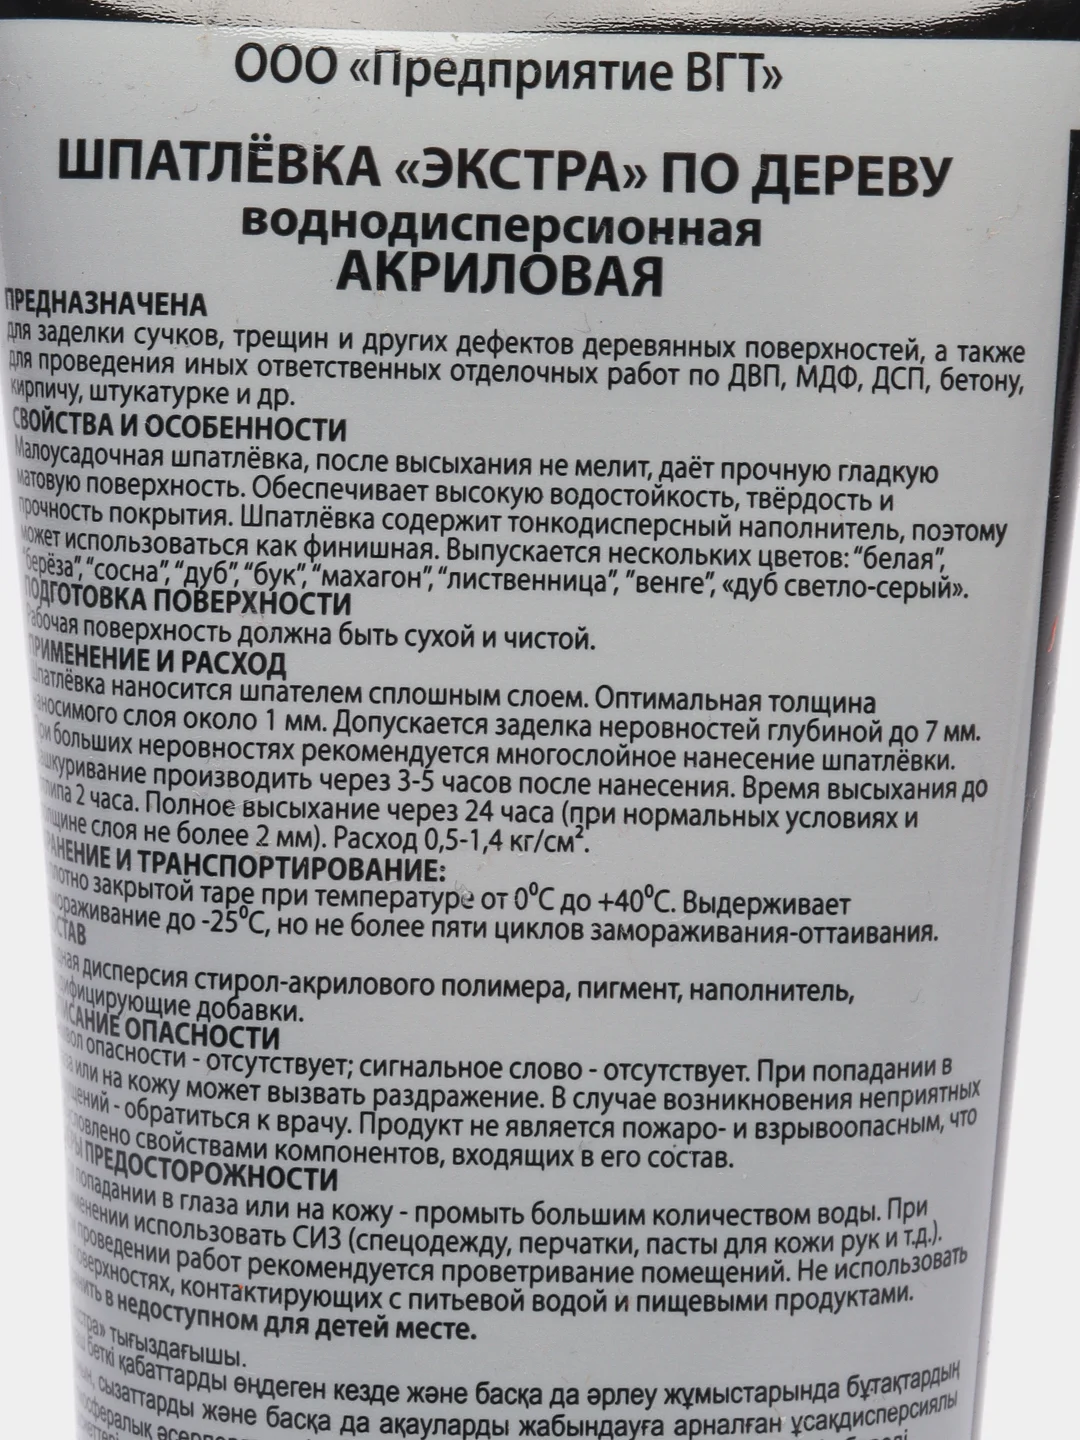 ООО «Предприятие ВГТ»
ШПАТЛЁВКА «ЭКСТРА» ПО ДЕРЕВУ
воднодисперсионная
АКРИЛОВАЯ
ПРЕДНАЗНАЧЕНА
для заделки сучков, трещин и других дефектов деревянных поверхностей, а также
для проведения иных ответственных отделочных работ по ДВП, МДФ, ДСП, бетону,
кирпичу, штукатурке и др.
СВОЙСТВА И ОСОБЕННОСТИ
Малоусадочная шпатлёвка, после высыхания не мелит, даёт прочную гладкую
матовую поверхность. Обеспечивает высокую водостойкость, твёрдость и
прочность покрытия. Шпатлёвка содержит тонкодисперсный наполнитель, поэтому
может использоваться как финишная. Выпускается нескольких цветов: “белая”,
“берёза”, “сосна”, “дуб”, “бук”, “махагон”, “лиственница”, ”венге”, «дуб светло-серый».
ПОДГОТОВКА ПОВЕРХНОСТИ
Рабочая поверхность должна быть сухой и чистой.
ПРИМЕНЕНИЕ И РАСХОД
Шпатлёвка наносится шпателем сплошным слоем. Оптимальная толщина
наносимого слоя около 1 мм. Допускается заделка неровностей глубиной до 7 мм.
При больших неровностях рекомендуется многослойное нанесение шпатлёвки.
производить через 3-5 часов после нанесения. Время высыхания до
2 часа. Полное высыхание через 24 часа (при нормальных условиях и
слоя не более 2 мм). Расход 0,5-1,4 кг/см².
И ТРАНСПОРТИРОВАНИЕ:
закрытой таре при температуре от 0⁰С до +40⁰С. Выдерживает
до -25⁰С, но не более пяти циклов замораживания-оттаивания.
дисперсия стирол-акрилового полимера, пигмент, наполнитель,
добавки.
ОПАСНОСТИ
опасности - отсутствует; сигнальное слово - отсутствует. При попадании в
или на кожу может вызвать раздражение. В случае возникновения неприятных
- обратиться к врачу. Продукт не является пожаро- и взрывоопасным, что
свойствами компонентов, входящих в его состав.
ПРЕДОСТОРОЖНОСТИ
попадании в глаза или на кожу - промыть большим количеством воды. При
использовать СИЗ (спецодежду, перчатки, пасты для кожи рук и т.д.).
проведении работ рекомендуется проветривание помещений. Не использовать
контактирующих с питьевой водой и пищевыми продуктами.
в недоступном для детей месте.
тығыздағышы.
беткі қабаттарды өңдеген кезде және басқа да әрлеу жұмыстарында бұтақтардың
сызаттарды және басқа да ақауларды жабындауға арналған ұсақдисперсиялы